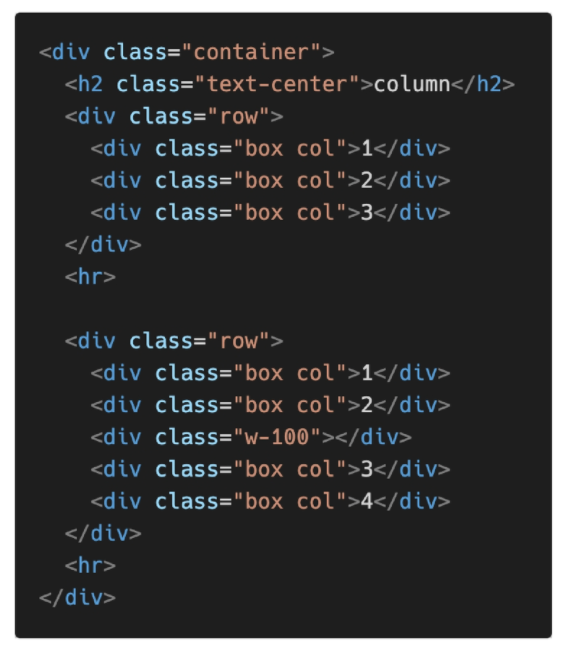 <div class="container">
  <h2 class="text-center">column</h2>
  <div class="row">
    <div class="box col">1</div>
    <div class="box col">2</div>
    <div class="box col">3</div>
  </div>
  <hr>

  <div class="row">
    <div class="box col">1</div>
    <div class="box col">2</div>
    <div class="w-100"></div>
    <div class="box col">3</div>
    <div class="box col">4</div>
  </div>
  <hr>
</div>